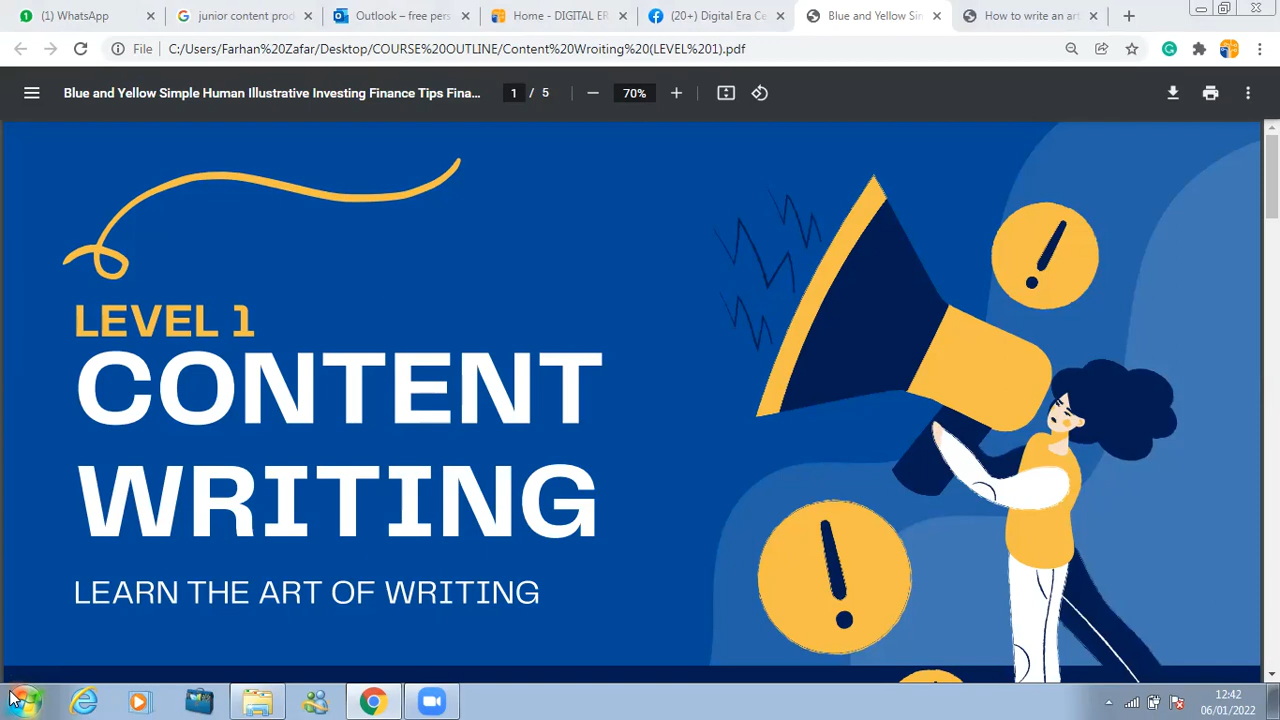 (1) WhatsApp
junior content prod
Outlook – free pers
Home - DIGITAL ER
(20+) Digital Era Ce
Blue and Yellow Sim
How to write an art
File
C:/Users/Farhan%20Zafar/Desktop/COURSE%20OUTLINE/Content%20Wroiting%20(LEVEL%201).pdf
Blue and Yellow Simple Human Illustrative Investing Finance Tips Fina...
1 / 5
70%
LEVEL 1
CONTENT
WRITING
LEARN THE ART OF WRITING
12:42
06/01/2022